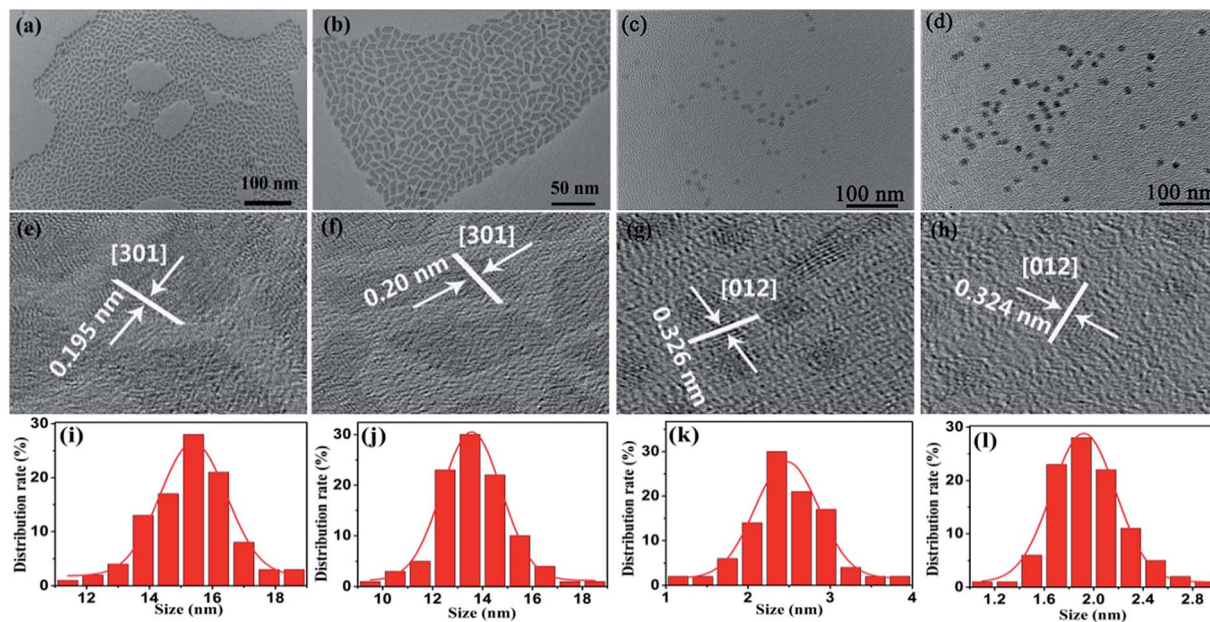 (a)
100 nm
(b)
50 nm
(c)
100 nm
(d)
100 nm
(e)
[301]
0.195 nm
(f)
[301]
0.20 nm
(g)
[012]
0.326 nm
(h)
[012]
0.324 nm
(i)
Distribution rate (%)
30
20
10
0
12 14 16 18
Size (nm)
(j)
Distribution rate (%)
30
20
10
0
10 12 14 16 18
Size (nm)
(k)
Distribution rate (%)
40
30
20
10
0
1 2 3 4
Size (nm)
(l)
Distribution rate (%)
30
20
10
0
1.2 1.6 2.0 2.4 2.8
Size (nm)